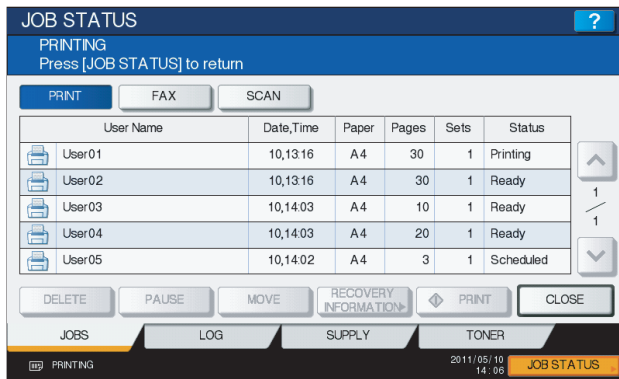 JOB STATUS
?
PRINTING
Press [JOB STATUS] to return
PRINT FAX SCAN
User Name Date,Time Paper Pages Sets Status
User01 10,13:16 A4 30 1 Printing
User02 10,13:16 A4 30 1 Ready
User03 10,14:03 A4 10 1 Ready
User04 10,14:03 A4 20 1 Ready
User05 10,14:02 A4 3 1 Scheduled
1
1
DELETE PAUSE MOVE RECOVERY INFORMATION PRINT CLOSE
JOBS LOG SUPPLY TONER
PRINTING 2011/05/10
14:06 JOB STATUS